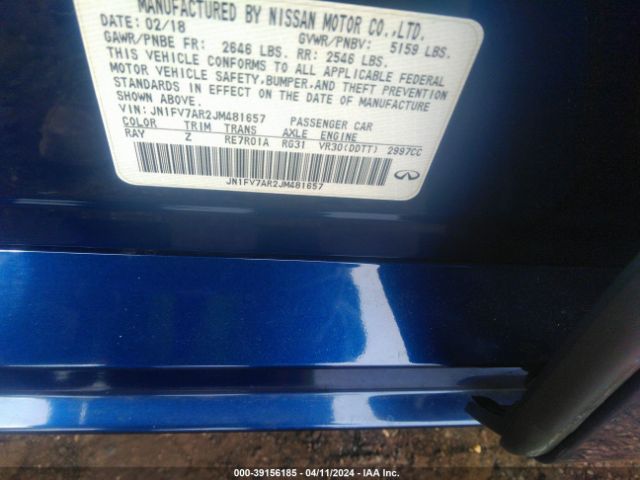 MANUFACTURED BY NISSAN MOTOR CO.,LTD.
DATE: 02/18 GVWR/PNBV: 5159 LBS.
GAWR/PNBE FR: 2646 LBS. RR: 2546 LBS.
THIS VEHICLE CONFORMS TO ALL APPLICABLE FEDERAL
MOTOR VEHICLE SAFETY,BUMPER,AND THEFT PREVENTION
STANDARDS IN EFFECT ON THE DATE OF MANUFACTURE
SHOWN ABOVE.
VIN: JN1FV7AR2JM481657 PASSENGER CAR
COLOR TRIM TRANS AXLE ENGINE
RAY Z RE7R01A RG31 VR30(DDTT) 2997CC
JN1FV7AR2JM481657
INFINITI
000-39156185 - 04/11/2024 - IAA Inc.